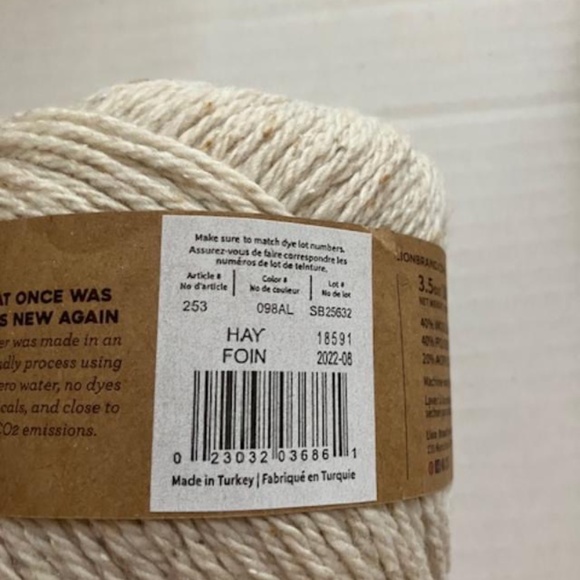 AT ONCE WAS
S NEW AGAIN
er was made in an
ndly process using
ero water, no dyes
cals, and close to
CO2 emissions.
Make sure to match dye lot numbers.
Assurez-vous de faire correspondre les
numéros de lot de teinture.
Article # Color # Lot #
No d'article No de couleur No de lot
253 098AL SB25632
HAY 18591
FOIN 2022-08
0 23032 03686 1
Made in Turkey | Fabriqué en Turquie
LIONBRAND
3.5
40%
40%
20%